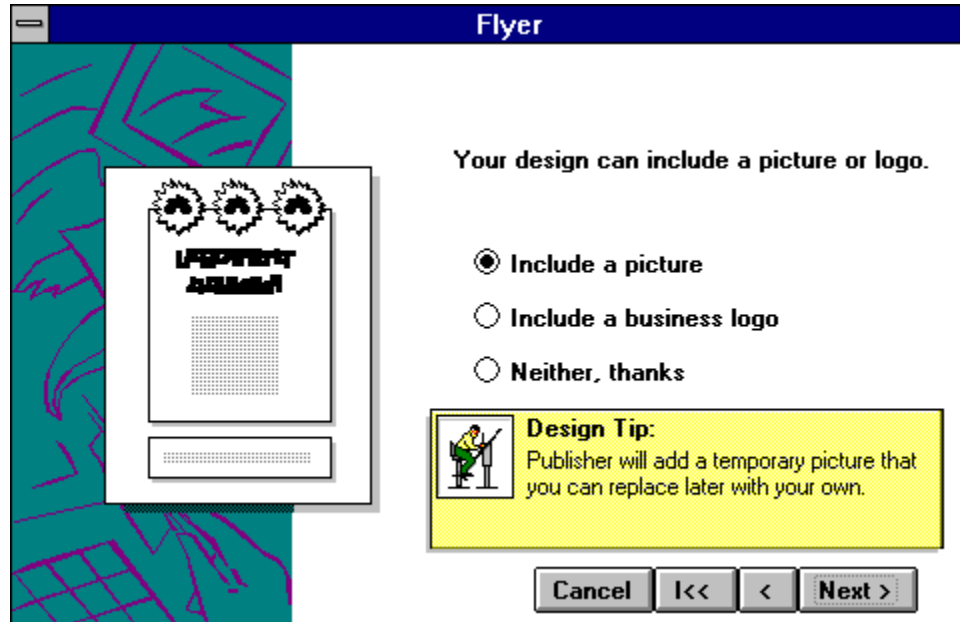 Flyer
Your design can include a picture or logo.
Include a picture
Include a business logo
Neither, thanks
Design Tip:
Publisher will add a temporary picture that
you can replace later with your own.
Cancel I<< < Next >